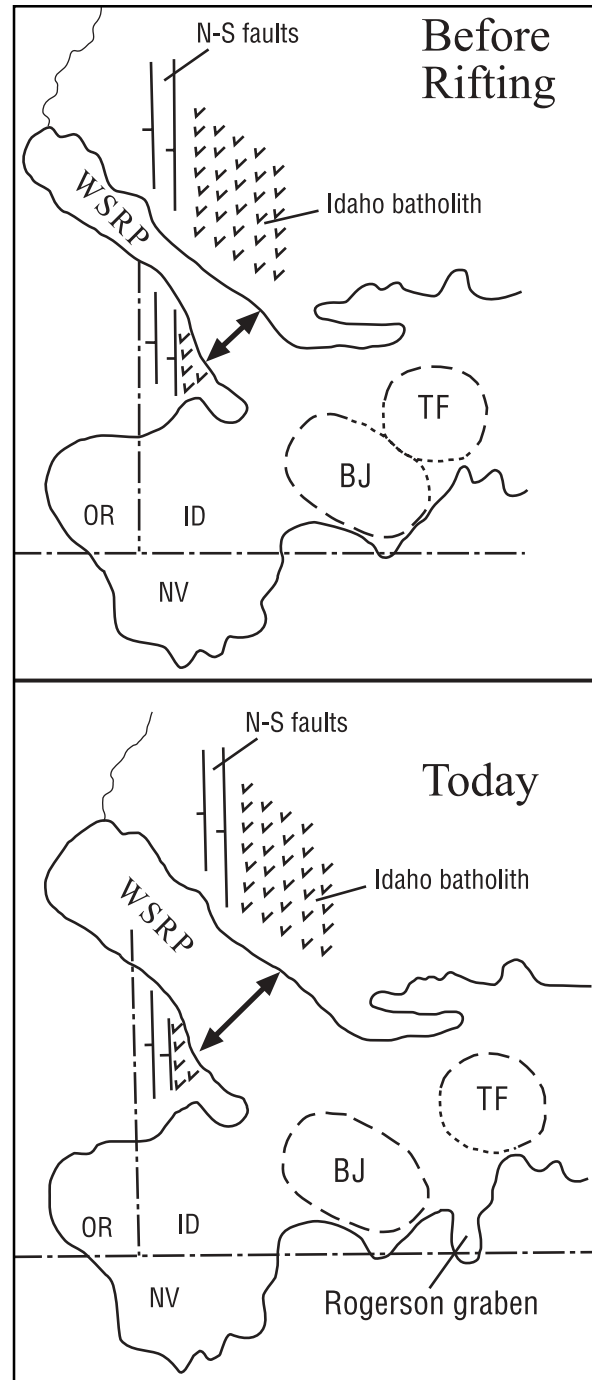 N-S faults
Before
Rifting
WSRP
Idaho batholith
TF
BJ
OR
ID
NV
N-S faults
Today
WSRP
Idaho batholith
TF
BJ
OR
ID
NV
Rogerson graben